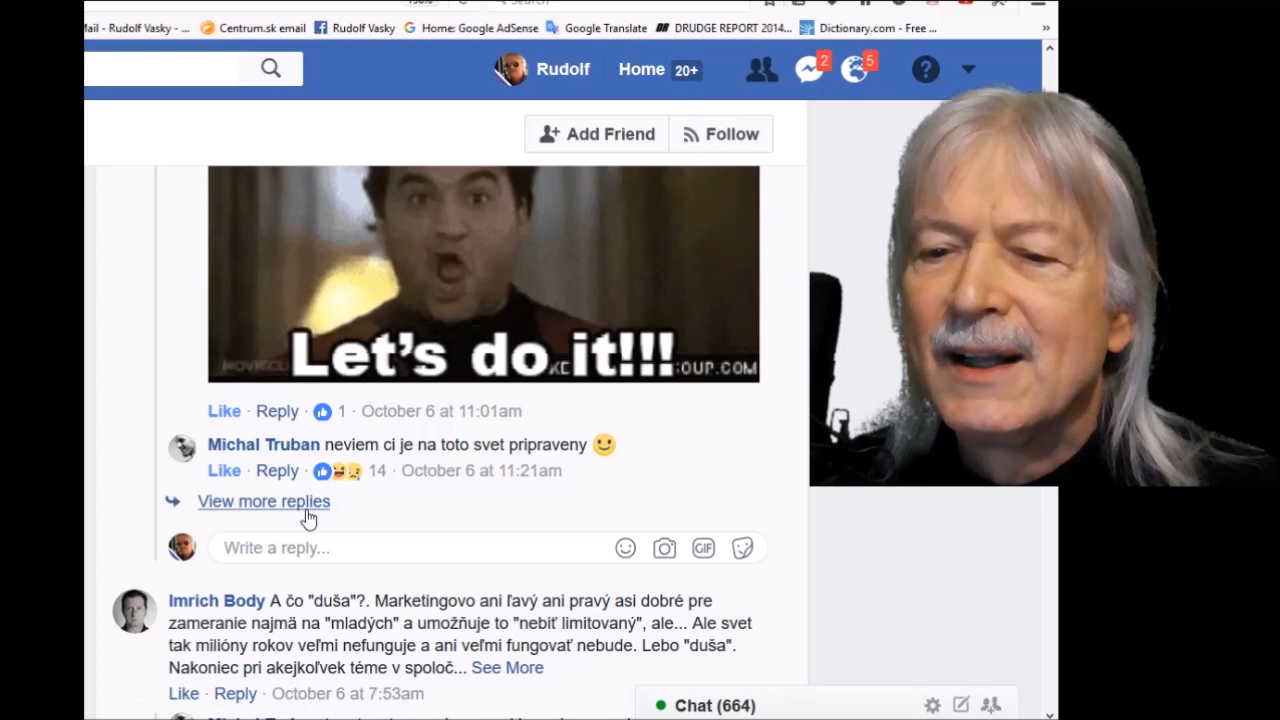 Mail - Rudolf Vasky - ... Centrum.sk email Rudolf Vasky Home: Google AdSense Google Translate DR DRUDGE REPORT 2014... Dictionary.com - Free ... »
Rudolf Home 20+ 2 5 ?
Add Friend Follow
Let's do it!!!
OUP.COM
Like · Reply · 1 · October 6 at 11:01am
Michal Truban neviem ci je na toto svet pripraveny
Like · Reply · 14 · October 6 at 11:21am
View more replies
Write a reply... GIF
Imrich Body A čo "duša"?. Marketingovo ani ľavý ani pravý asi dobré pre
zameranie najmä na "mladých" a umožňuje to "nebiť limitovaný", ale... Ale svet
tak milióny rokov veľmi nefunguje a ani veľmi fungovať nebude. Lebo "duša".
Nakoniec pri akejkoľvek téme v spoloč... See More
Like · Reply · October 6 at 7:53am
Chat (664)